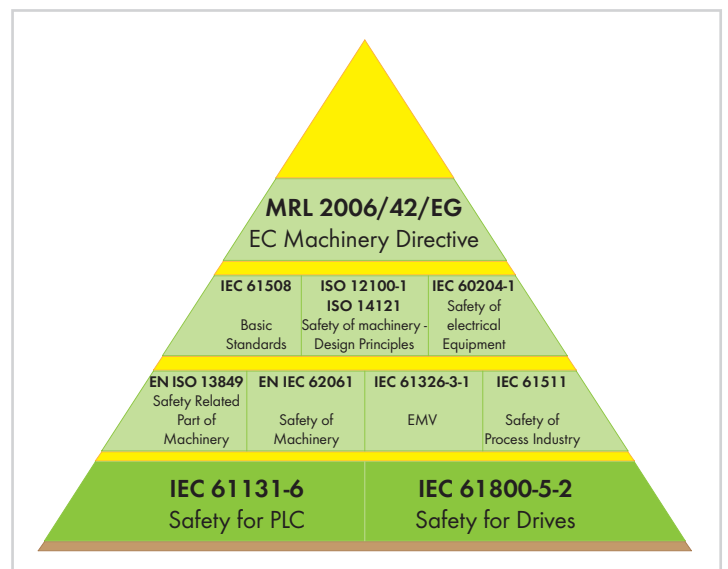 MRL 2006/42/EG
EC Machinery Directive
IEC 61508
Basic
Standards
ISO 12100-1
ISO 14121
Safety of machinery -
Design Principles
IEC 60204-1
Safety of
electrical
Equipment
EN ISO 13849
Safety Related
Part of
Machinery
EN IEC 62061
Safety of
Machinery
IEC 61326-3-1
EMV
IEC 61511
Safety of
Process Industry
IEC 61131-6
Safety for PLC
IEC 61800-5-2
Safety for Drives